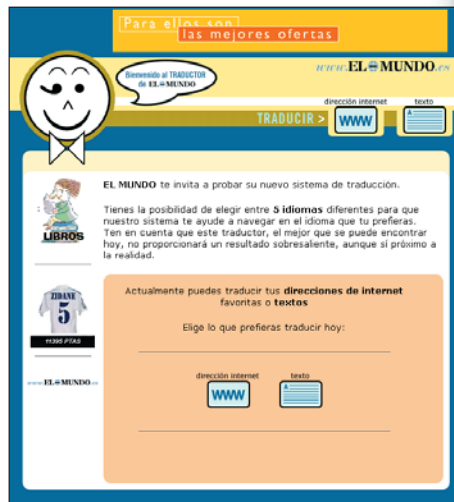 Para ellos son
las mejores ofertas
Bienvenido al TRADUCTOR
de EL MUNDO
www.EL MUNDO.es
dirección internet
texto
TRADUCIR >
WWW
EL MUNDO te invita a probar su nuevo sistema de traducción.
Tienes la posibilidad de elegir entre 5 idiomas diferentes para que
nuestro sistema te ayude a navegar en el idioma que tu prefieras.
Ten en cuenta que este traductor, el mejor que se puede encontrar
hoy, no proporcionará un resultado sobresaliente, aunque sí próximo a
la realidad.
LIBROS
ZIDANE
5
11395 PTAS
www.EL MUNDO.es
Actualmente puedes traducir tus direcciones de internet
favoritas o textos
Elige lo que prefieras traducir hoy:
dirección internet
texto
WWW